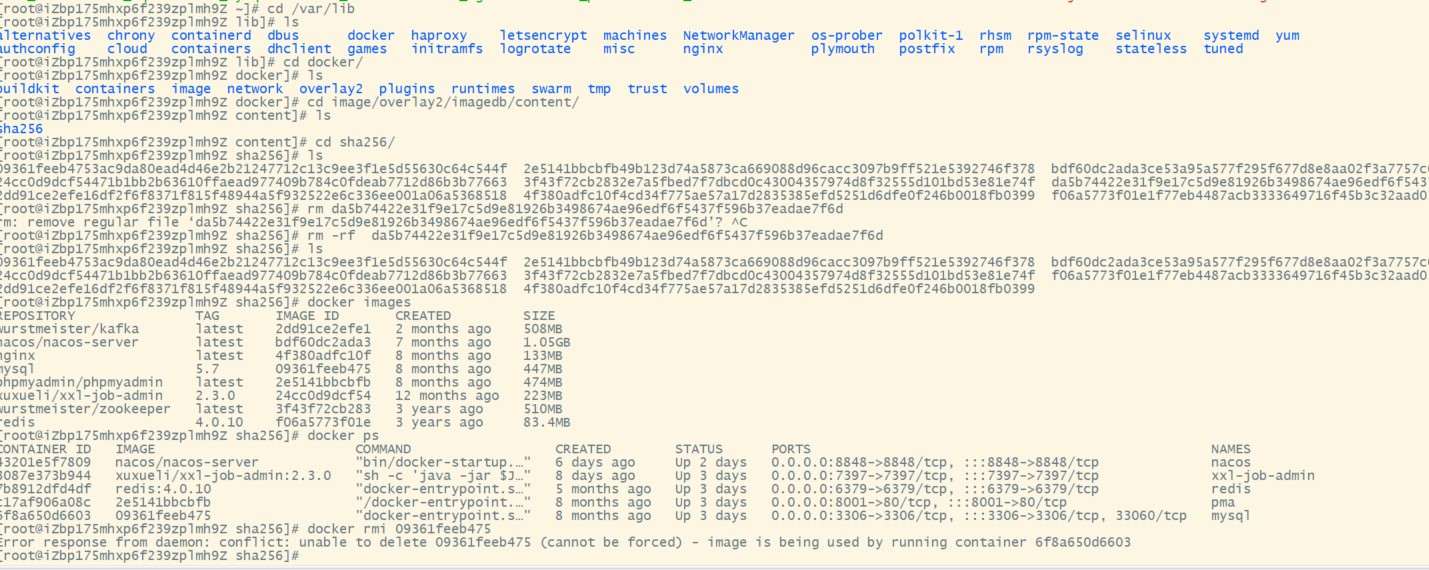 [root@iZbp175mhxp6f239zplmh9Z ~]# cd /var/lib
[root@iZbp175mhxp6f239zplmh9Z lib]# ls
alternatives chrony containerd dbus docker haproxy letsencrypt machines NetworkManager os-prober polkit-1 rhsm rpm-state selinux systemd yum
authconfig cloud containers dhclient games initramfs logrotate misc nginx plymouth postfix rpm rsyslog stateless tuned
[root@iZbp175mhxp6f239zplmh9Z lib]# cd docker/
[root@iZbp175mhxp6f239zplmh9Z docker]# ls
buildkit containers image network overlay2 plugins runtimes swarm tmp trust volumes
[root@iZbp175mhxp6f239zplmh9Z docker]# cd image/overlay2/imagedb/content/
[root@iZbp175mhxp6f239zplmh9Z content]# ls
sha256
[root@iZbp175mhxp6f239zplmh9Z content]# cd sha256/
[root@iZbp175mhxp6f239zplmh9Z sha256]# ls
09361feeb4753ac9da80ead4d46e2b21247712c13c9ee3f1e5d55630c64c544f 2e5141bbcbfb49b123d74a5873ca669088d96cacc3097b9ff521e5392746f378 bdf60dc2ada3ce53a95a577f295f677d8e8aa02f3a7757c
24cc0d9dcf54471b1bb2b63610ffaead977409b784c0fdeab7712d86b3b77663 3f43f72cb2832e7a5fbed7f7dbcd0c43004357974d8f32555d101bd53e81e74f da5b74422e31f9e17c5d9e81926b3498674ae96edf6f543
2dd91ce2efe16df2f6f8371f815f48944a5f932522e6c336ee001a06a5368518 4f380adfc10f4cd34f775ae57a17d2835385efd5251d6dfe0f246b0018fb0399 f06a5773f01e1f77eb4487acb3333649716f45b3c32aad0
[root@iZbp175mhxp6f239zplmh9Z sha256]# rm da5b74422e31f9e17c5d9e81926b3498674ae96edf6f5437f596b37eadae7f6d
rm: remove regular file ‘da5b74422e31f9e17c5d9e81926b3498674ae96edf6f5437f596b37eadae7f6d’? ^C
[root@iZbp175mhxp6f239zplmh9Z sha256]# rm -rf da5b74422e31f9e17c5d9e81926b3498674ae96edf6f5437f596b37eadae7f6d
[root@iZbp175mhxp6f239zplmh9Z sha256]# ls
09361feeb4753ac9da80ead4d46e2b21247712c13c9ee3f1e5d55630c64c544f 2e5141bbcbfb49b123d74a5873ca669088d96cacc3097b9ff521e5392746f378 bdf60dc2ada3ce53a95a577f295f677d8e8aa02f3a7757c
24cc0d9dcf54471b1bb2b63610ffaead977409b784c0fdeab7712d86b3b77663 3f43f72cb2832e7a5fbed7f7dbcd0c43004357974d8f32555d101bd53e81e74f f06a5773f01e1f77eb4487acb3333649716f45b3c32aad0
2dd91ce2efe16df2f6f8371f815f48944a5f932522e6c336ee001a06a5368518 4f380adfc10f4cd34f775ae57a17d2835385efd5251d6dfe0f246b0018fb0399
[root@iZbp175mhxp6f239zplmh9Z sha256]# docker images
REPOSITORY TAG IMAGE ID CREATED SIZE
wurstmeister/kafka latest 2dd91ce2efe1 2 months ago 508MB
nacos/nacos-server latest bdf60dc2ada3 7 months ago 1.05GB
nginx latest 4f380adfc10f 8 months ago 133MB
mysql 5.7 09361feeb475 8 months ago 447MB
phpmyadmin/phpmyadmin latest 2e5141bbcbfb 8 months ago 474MB
xuxueli/xxl-job-admin 2.3.0 24cc0d9dcf54 12 months ago 223MB
wurstmeister/zookeeper latest 3f43f72cb283 3 years ago 510MB
redis 4.0.10 f06a5773f01e 3 years ago 83.4MB
[root@iZbp175mhxp6f239zplmh9Z sha256]# docker ps
CONTAINER ID IMAGE COMMAND CREATED STATUS PORTS NAMES
43201e5f7809 nacos/nacos-server "bin/docker-startup.…" 6 days ago Up 2 days 0.0.0.0:8848->8848/tcp, :::8848->8848/tcp nacos
3087e373b944 xuxueli/xxl-job-admin:2.3.0 "sh -c 'java -jar $J…" 8 days ago Up 3 days 0.0.0.0:7397->7397/tcp, :::7397->7397/tcp xxl-job-admin
7b8912dfd4df redis:4.0.10 "docker-entrypoint.s…" 5 months ago Up 3 days 0.0.0.0:6379->6379/tcp, :::6379->6379/tcp redis
c17af906a08c 2e5141bbcbfb "/docker-entrypoint.…" 8 months ago Up 3 days 0.0.0.0:8001->80/tcp, :::8001->80/tcp pma
6f8a650d6603 09361feeb475 "docker-entrypoint.s…" 8 months ago Up 3 days 0.0.0.0:3306->3306/tcp, :::3306->3306/tcp, 33060/tcp mysql
[root@iZbp175mhxp6f239zplmh9Z sha256]# docker rmi 09361feeb475
Error response from daemon: conflict: unable to delete 09361feeb475 (cannot be forced) - image is being used by running container 6f8a650d6603
[root@iZbp175mhxp6f239zplmh9Z sha256]#